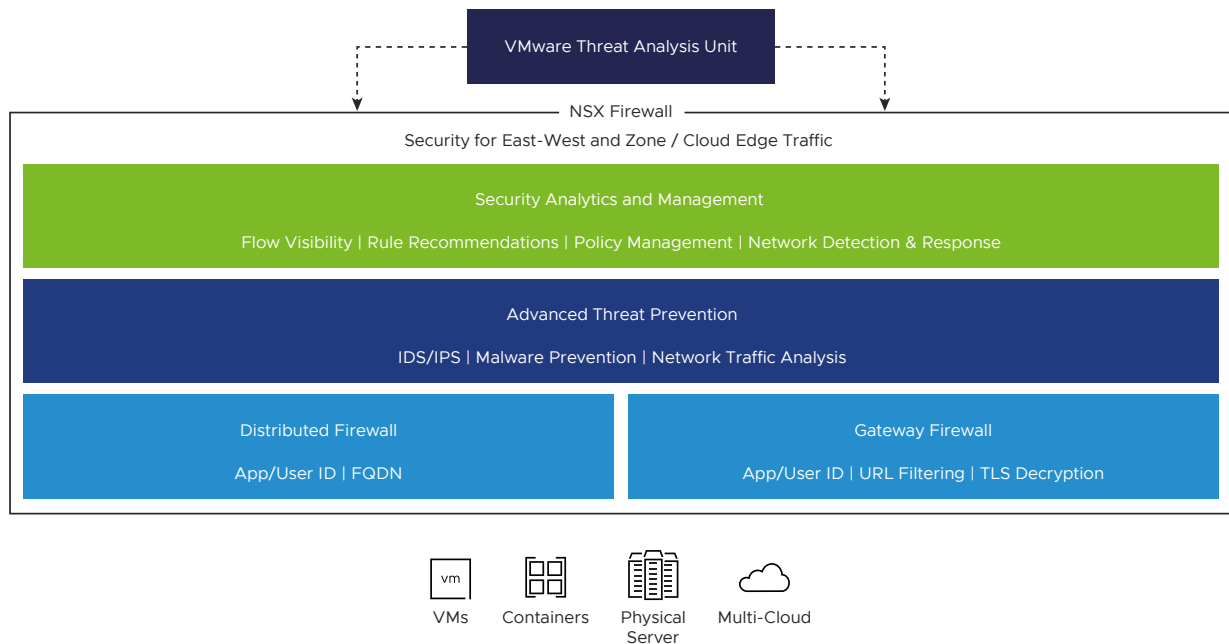 VMware Threat Analysis Unit
NSX Firewall
Security for East-West and Zone / Cloud Edge Traffic
Security Analytics and Management
Flow Visibility | Rule Recommendations | Policy Management | Network Detection & Response
Advanced Threat Prevention
IDS/IPS | Malware Prevention | Network Traffic Analysis
Distributed Firewall
App/User ID | FQDN
Gateway Firewall
App/User ID | URL Filtering | TLS Decryption
vm
VMs
Containers
Physical
Server
Multi-Cloud